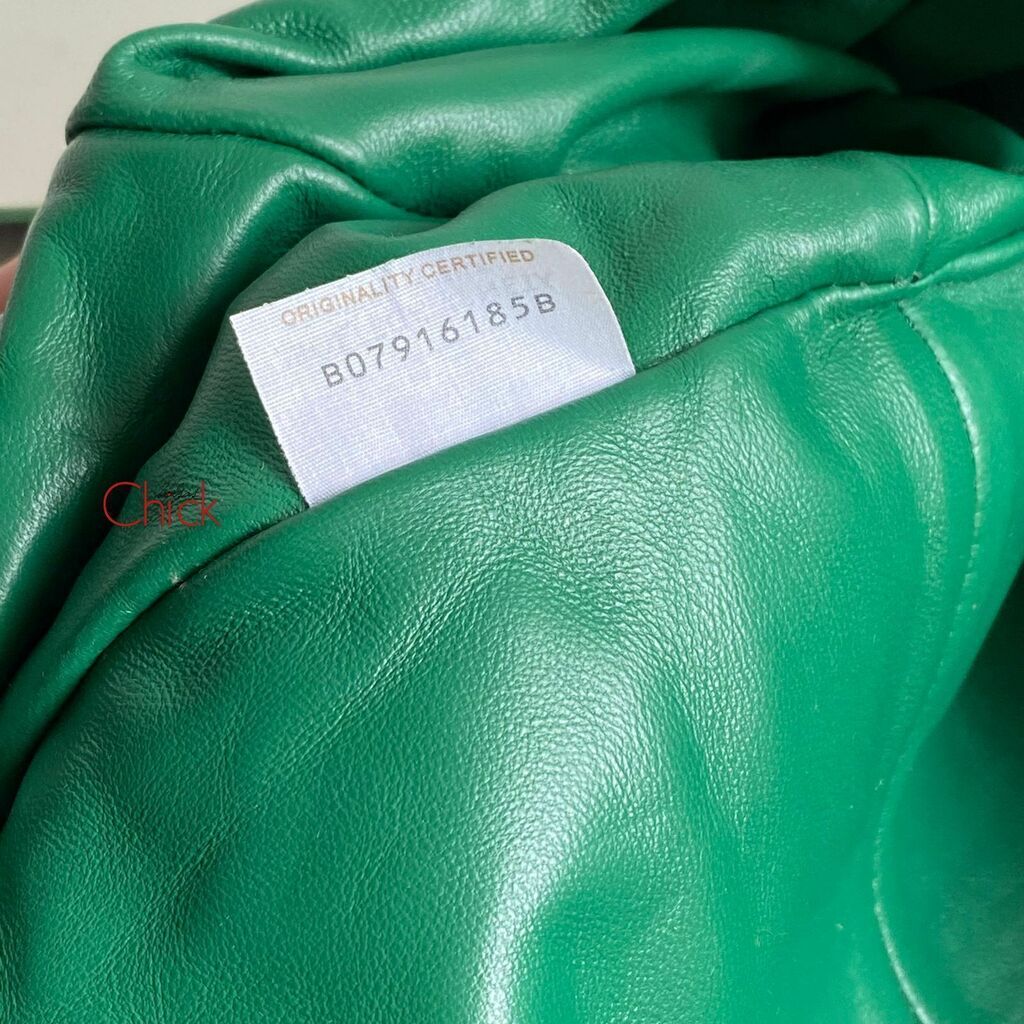 ORIGINALITY CERTIFIED
B07916185B
Chick